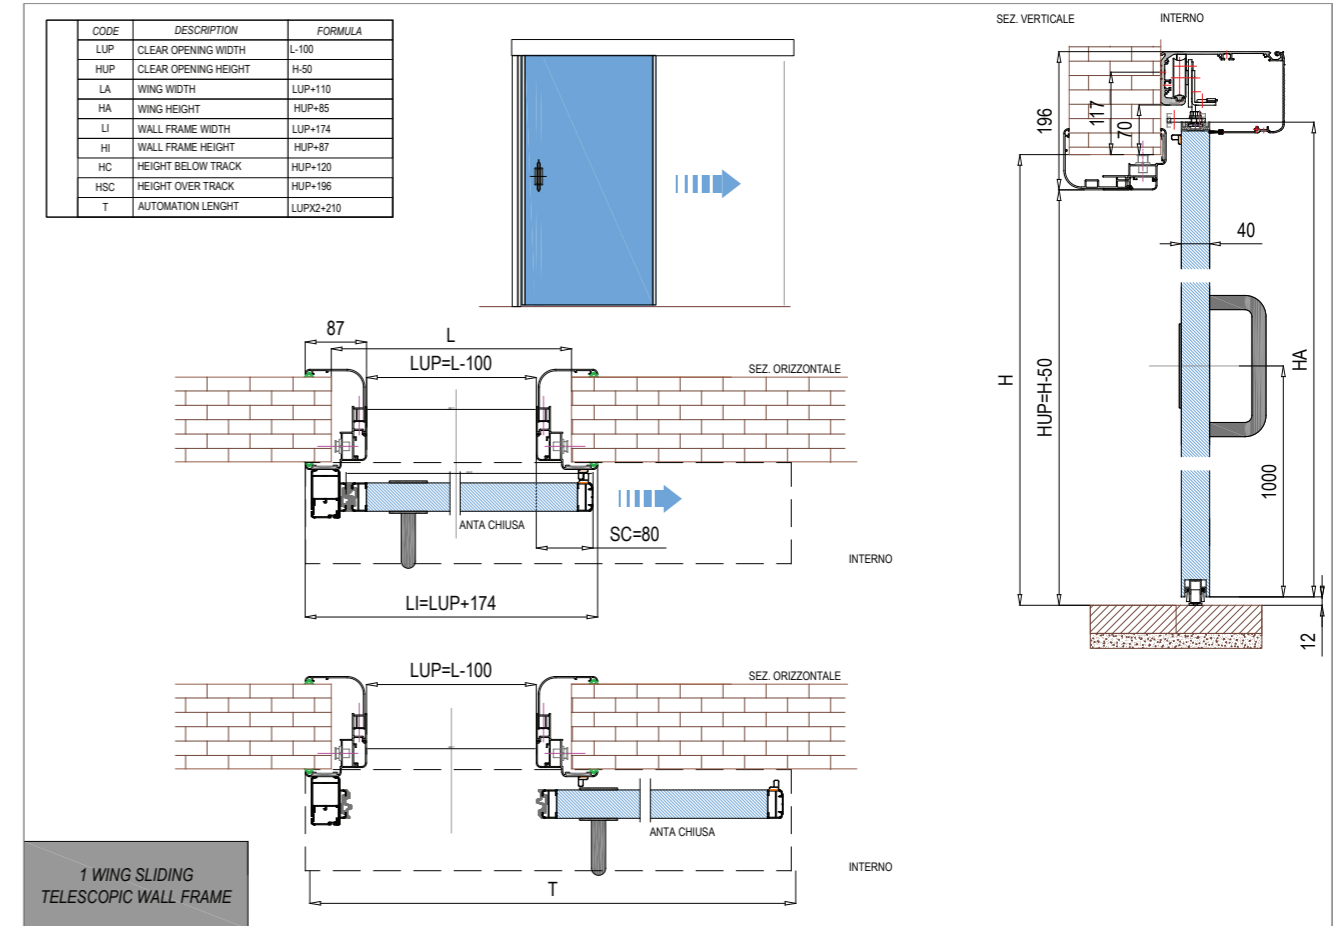 CODE DESCRIPTION FORMULA
LUP CLEAR OPENING WIDTH L-100
HUP CLEAR OPENING HEIGHT H-50
LA WING WIDTH LUP+110
HA WING HEIGHT HUP+85
LI WALL FRAME WIDTH LUP+174
HI WALL FRAME HEIGHT HUP+87
HC HEIGHT BELOW TRACK HUP+120
HSC HEIGHT OVER TRACK HUP+196
T AUTOMATION LENGHT LUPX2+210
SEZ. VERTICALE
INTERNO
196
117
70
40
H
HUP=H-50
HA
1000
12
87
L
LUP=L-100
SEZ. ORIZZONTALE
ANTA CHIUSA
SC=80
INTERNO
LI=LUP+174
LUP=L-100
SEZ. ORIZZONTALE
ANTA CHIUSA
INTERNO
T
1 WING SLIDING
TELESCOPIC WALL FRAME